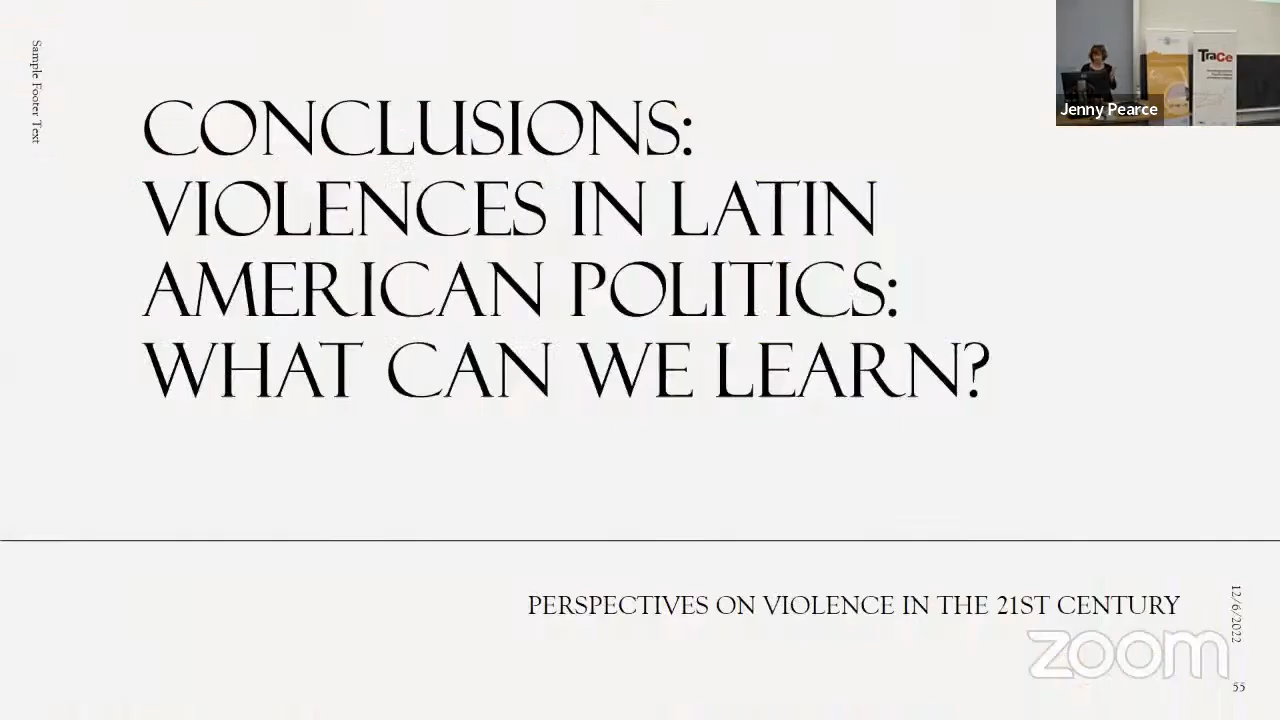 Sample Footer Text
TraCe
Jenny Pearce
CONCLUSIONS:
VIOLENCES IN LATIN
AMERICAN POLITICS:
WHAT CAN WE LEARN?
PERSPECTIVES ON VIOLENCE IN THE 21ST CENTURY
12/6/2022
zoom
55